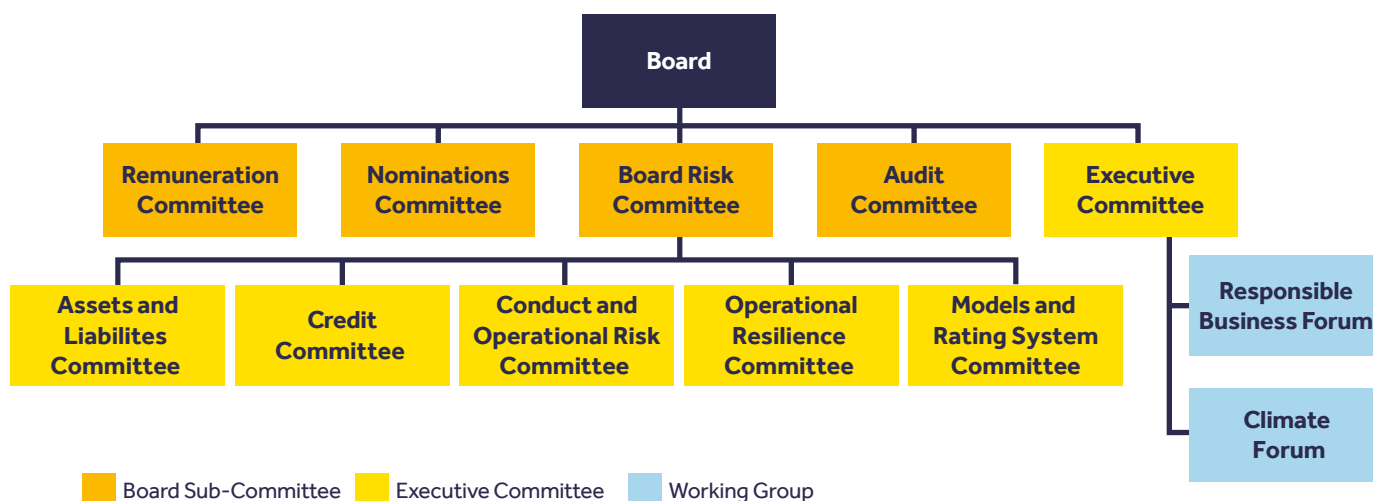 Board
Remuneration
Committee
Nominations
Committee
Board Risk
Committee
Audit
Committee
Executive
Committee
Assets and
Liabilites
Committee
Credit
Committee
Conduct and
Operational Risk
Committee
Operational
Resilience
Committee
Models and
Rating System
Committee
Responsible
Business Forum
Climate
Forum
Board Sub-Committee
Executive Committee
Working Group